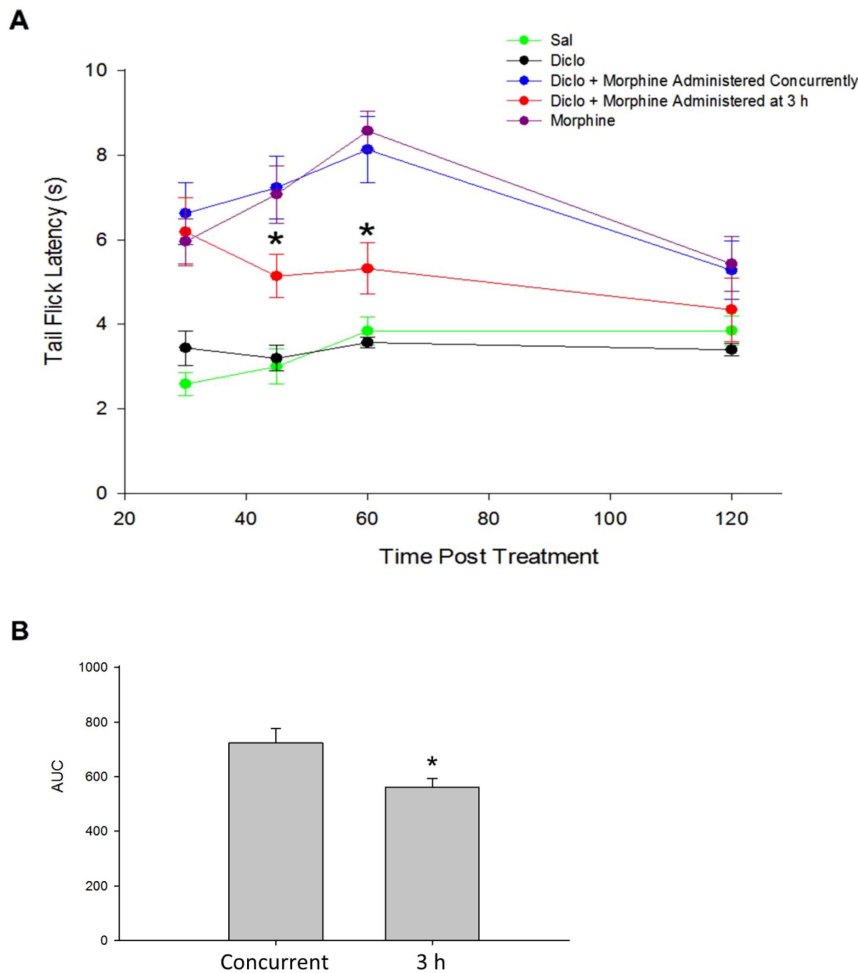 A
Sal
Diclo
Diclo + Morphine Administered Concurrently
Diclo + Morphine Administered at 3 h
Morphine
10
8
6
4
2
0
Tail Flick Latency (s)
* *
20 40 60 80 100 120
Time Post Treatment
B
1000
800
600
400
200
0
AUC
*
Concurrent 3 h